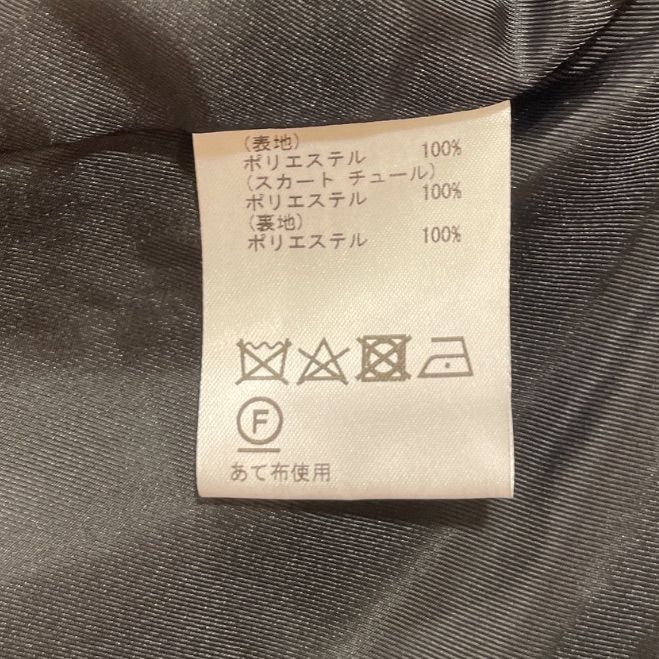 (表地)
ポリエステル 100%
(スカート チュール)
ポリエステル 100%
(裏地)
ポリエステル 100%
F
あて布使用